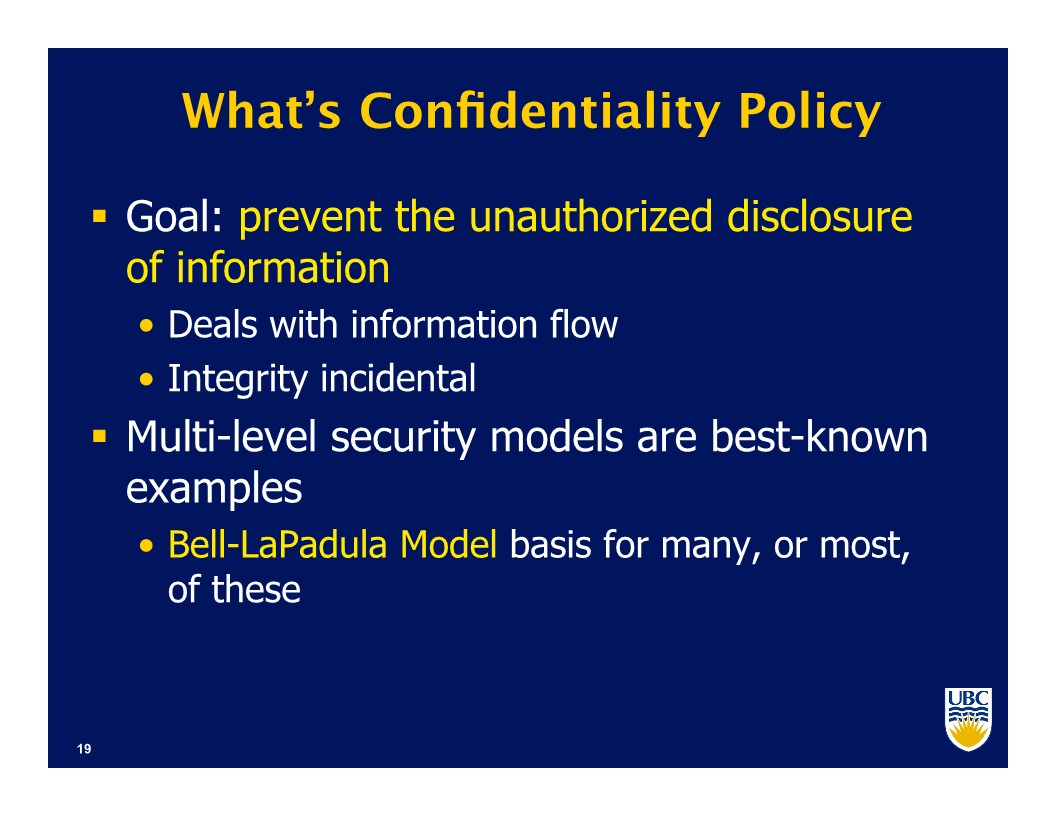 What’s Confidentiality Policy
▪ Goal: prevent the unauthorized disclosure
of information
• Deals with information flow
• Integrity incidental
▪ Multi-level security models are best-known
examples
• Bell-LaPadula Model basis for many, or most,
of these
UBC
19